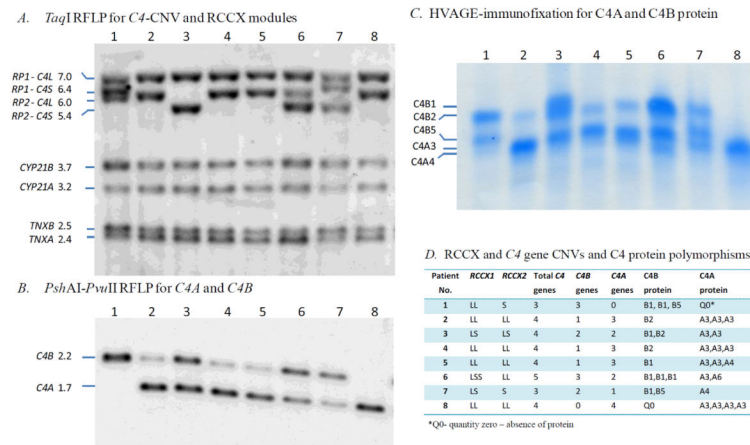 A. TaqI RFLP for C4-CNV and RCCX modules
1 2 3 4 5 6 7 8
RP1 - C4L 7.0
RP1 - C4S 6.4
RP2 - C4L 6.0
RP2 - C4S 5.4
CYP21B 3.7
CYP21A 3.2
TNXB 2.5
TNXA 2.4
B. PshAI-PvuII RFLP for C4A and C4B
1 2 3 4 5 6 7 8
C4B 2.2
C4A 1.7
C. HVAGE-immunofixation for C4A and C4B protein
1 2 3 4 5 6 7 8
C4B1
C4B2
C4B5
C4A3
C4A4
D. RCCX and C4 gene CNVs and C4 protein polymorphisms
Patient No. RCCX1 RCCX2 Total C4 genes C4B genes C4A genes C4B protein C4A protein
1 LL S 3 3 0 B1, B1, B5 Q0*
2 LL LL 4 1 3 B2 A3,A3,A3
3 LS LS 4 2 2 B1,B2 A3,A3
4 LL LL 4 1 3 B2 A3,A3,A3
5 LL LL 4 1 3 B1 A3,A3,A4
6 LSS LL 5 3 2 B1,B1,B1 A3,A6
7 LS S 3 2 1 B1,B5 A4
8 LL LL 4 0 4 Q0 A3,A3,A3,A3
*Q0- quantity zero – absence of protein